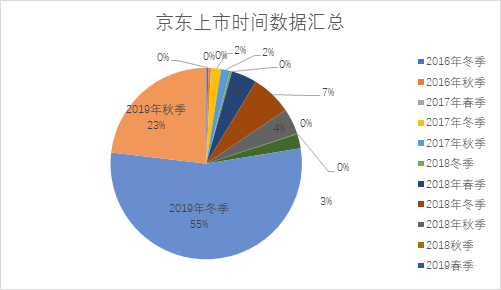 京东上市时间数据汇总
0%
0%
0%
2%
2%
0%
7%
4%
0%
0%
3%
2019年秋季
23%
2019年冬季
55%
2016年冬季
2016年秋季
2017年春季
2017年冬季
2017年秋季
2018冬季
2018年春季
2018年冬季
2018年秋季
2018秋季
2019春季